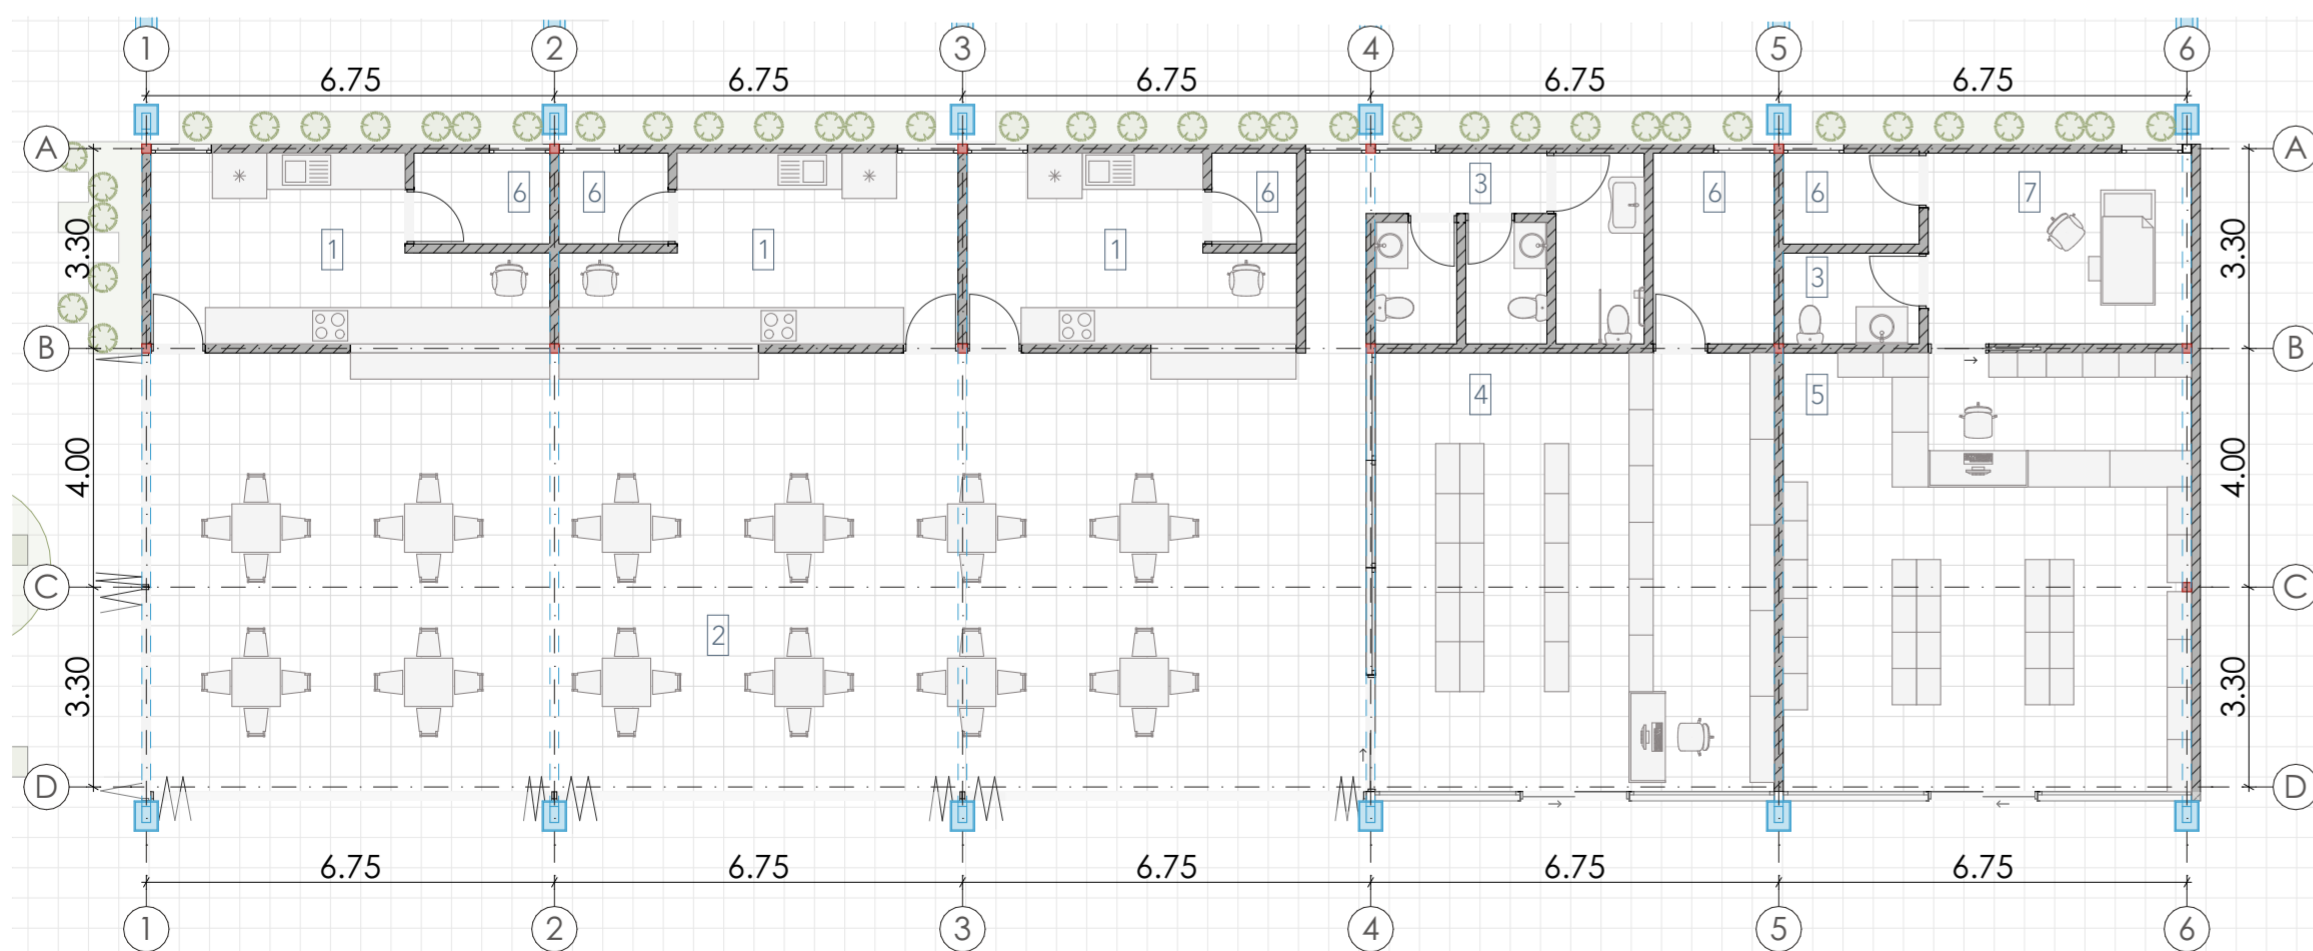 1 2 3 4 5 6
6.75 6.75 6.75 6.75 6.75
A A
3 6 6 7
6 6 6
3.30 1 1 1 3.30
3
B B
4 5
4.00 4.00
C C
2
3.30 3.30
D D
6.75 6.75 6.75 6.75 6.75
1 2 3 4 5 6